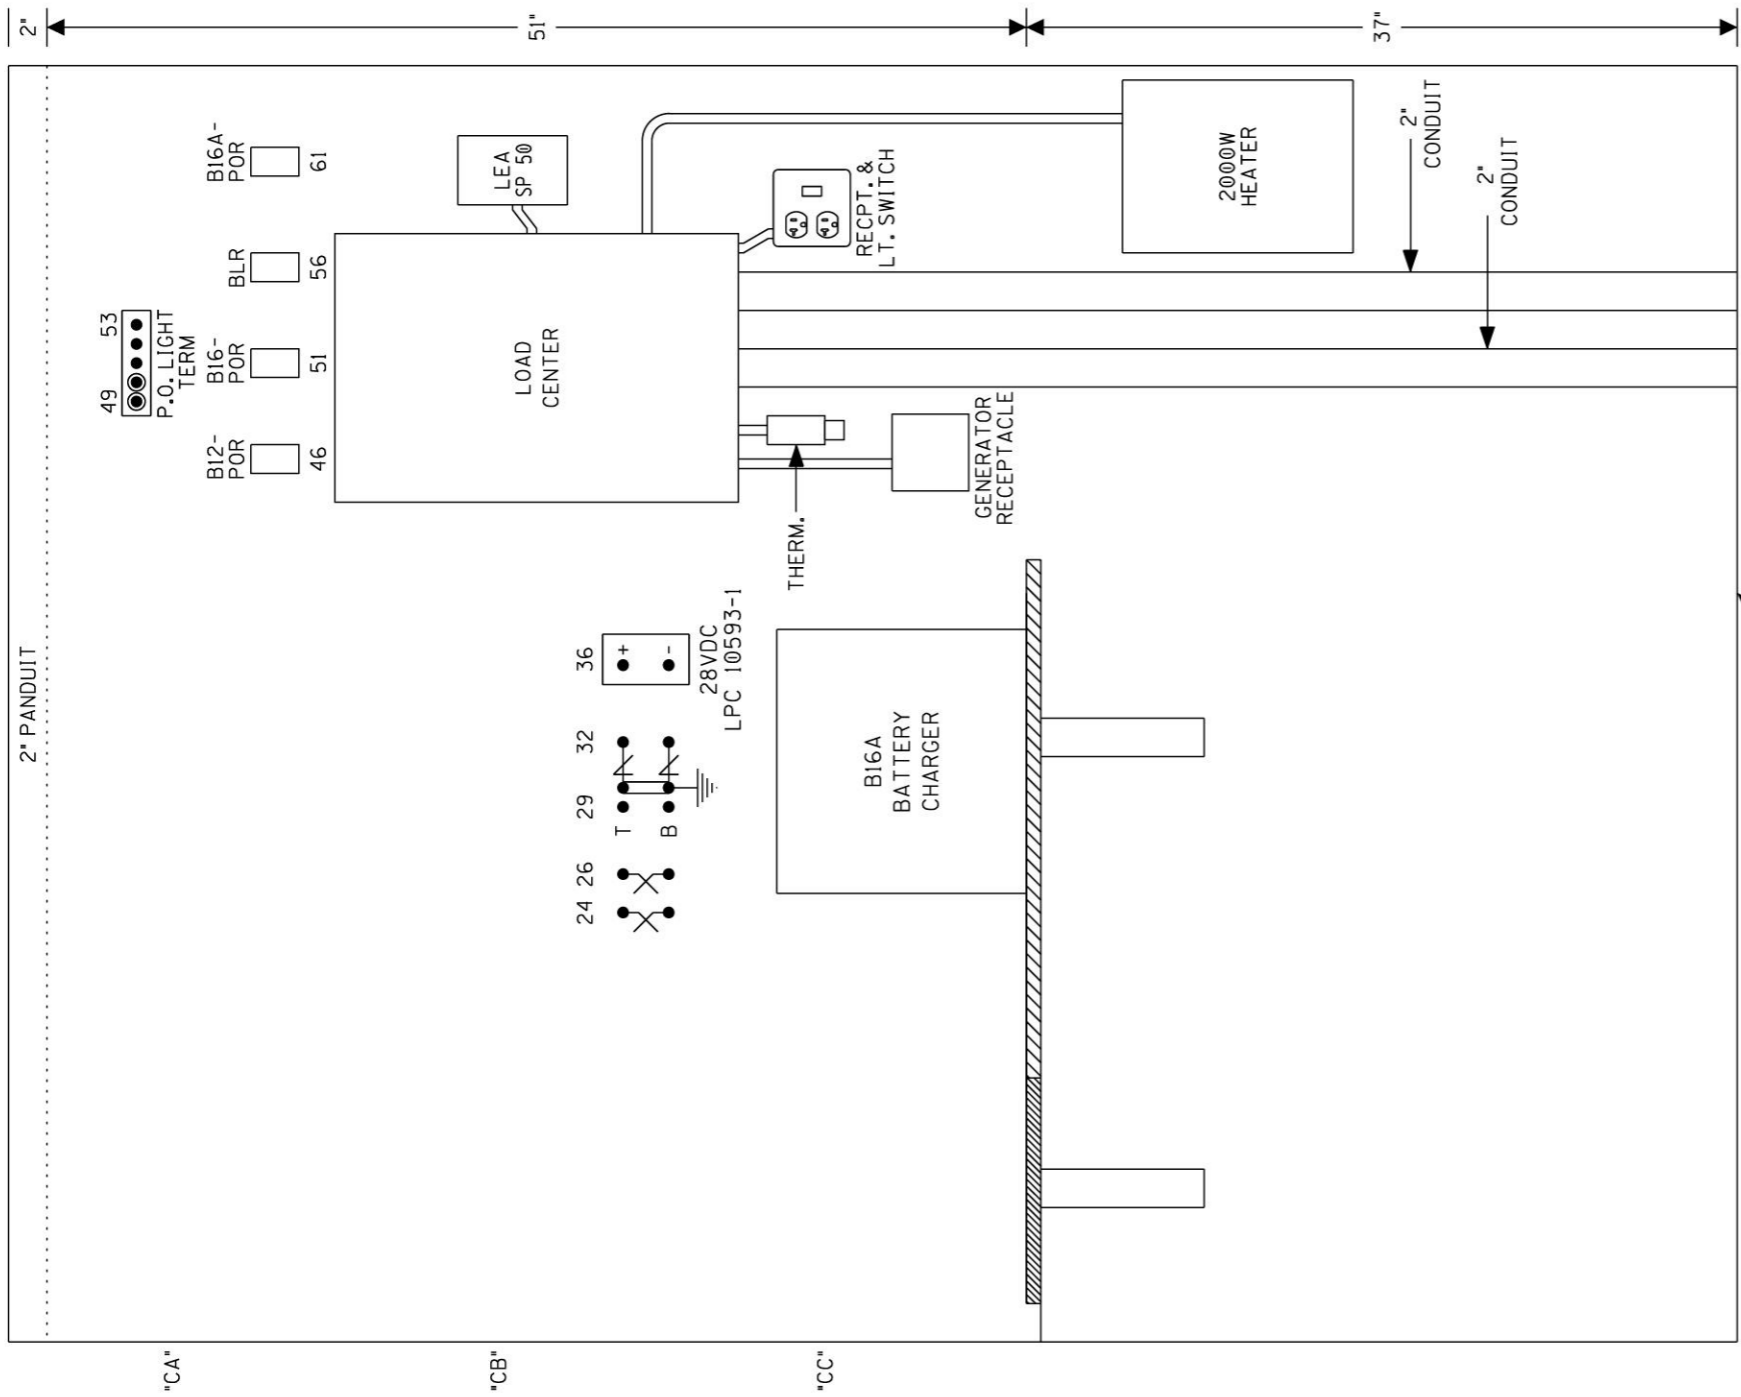 2" PANDUIT
2"
51"
37"
"CA"
"CB"
"CC"
49 53
P.O. LIGHT
TERM
B12-
POR
46
B16-
POR
51
BLR
56
B16A-
POR
61
LOAD
CENTER
LEA
SP 50
RECPT. &
LT. SWITCH
THERM.
GENERATOR
RECEPTACLE
2000W
HEATER
2"
CONDUIT
2"
CONDUIT
24 26 29 32 36
T
B
+
-
28VDC
LPC 10593-1
B16A
BATTERY
CHARGER